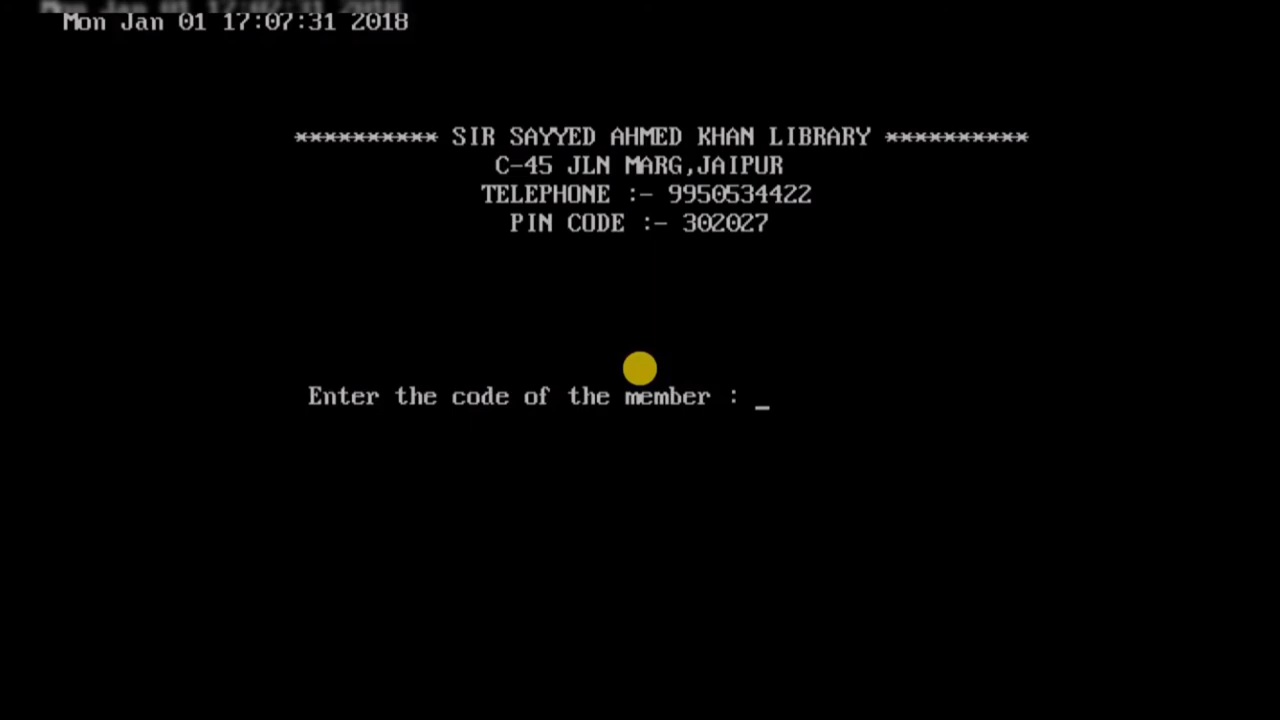 Mon Jan 01 17:07:31 2018
********** SIR SAYYED AHMED KHAN LIBRARY **********
C-45 JLN MARG,JAIPUR
TELEPHONE :- 9950534422
PIN CODE :- 302027
Enter the code of the member : _